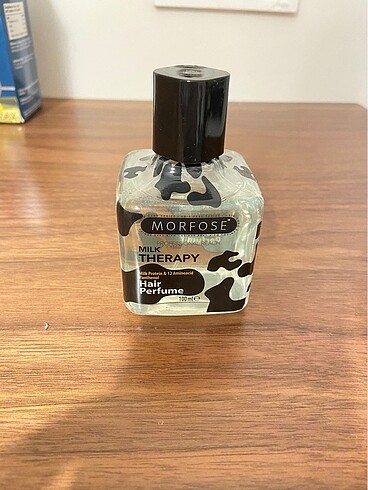 MORFOSE
MILK
THERAPY
Milk Protein & 12 Aminoacid
Panthenol
Hair
Perfume
100 ml ℮